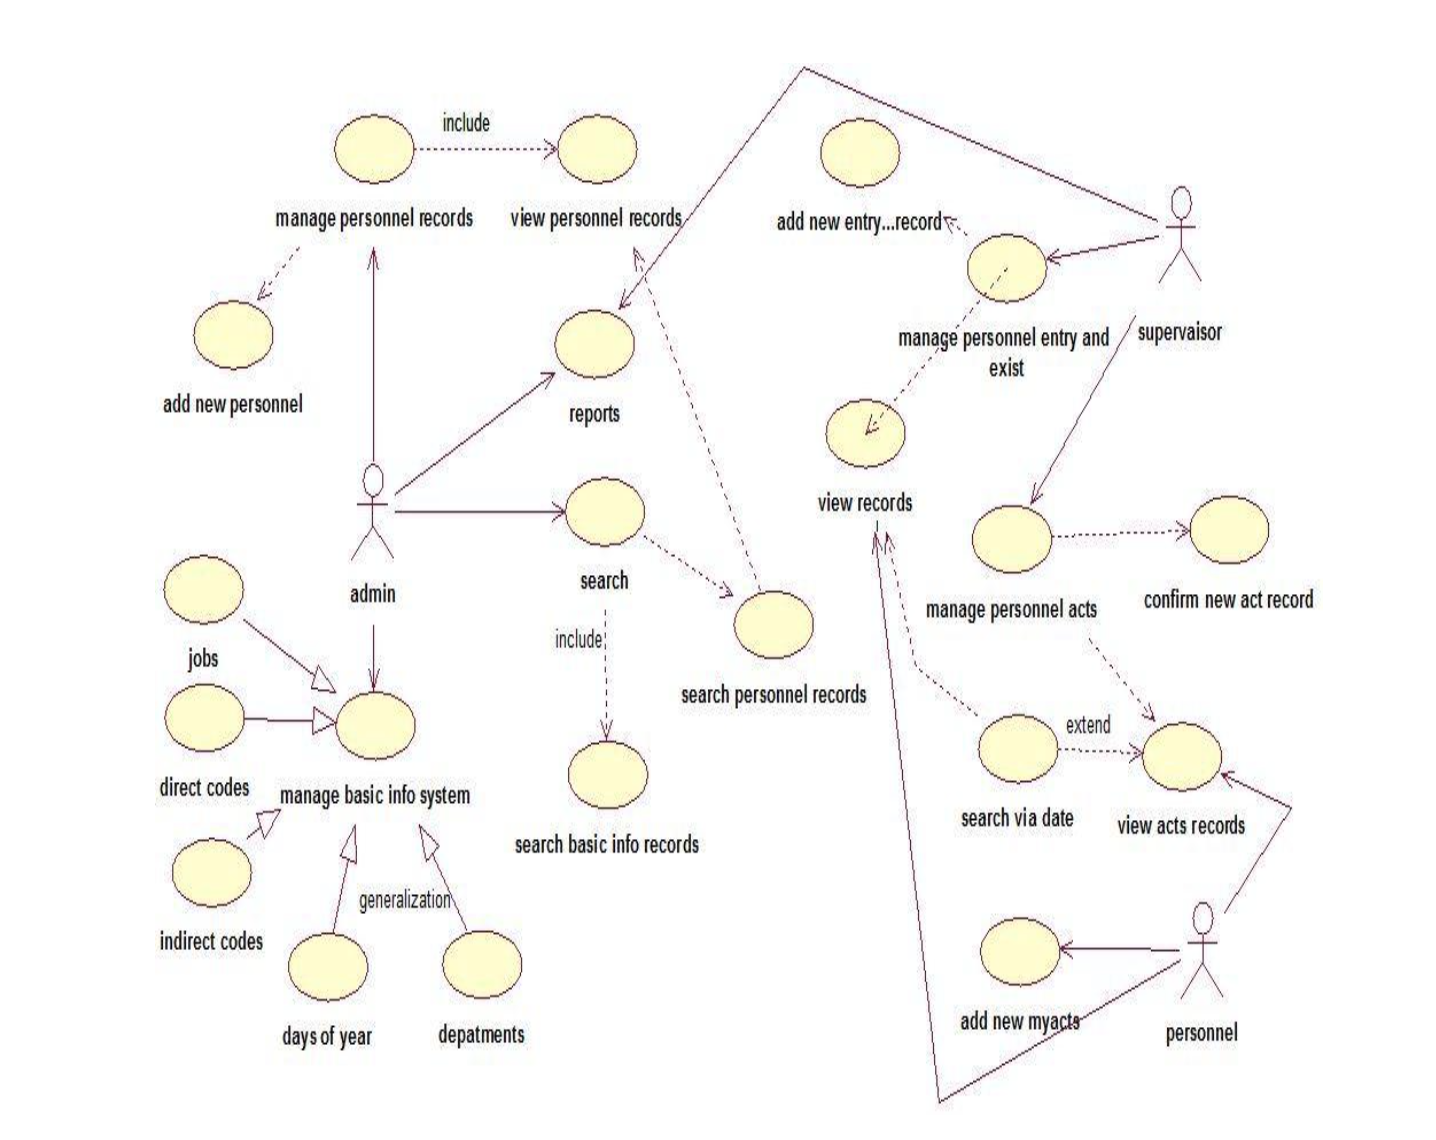 include
manage personnel records
view personnel records
add new entry...record
manage personnel entry and
exist
supervaisor
add new personnel
reports
view records
admin
search
manage personnel acts
confirm new act record
jobs
include
search personnel records
extend
direct codes
manage basic info system
search basic info records
search via date
view acts records
generalization
indirect codes
days of year
depatments
add new myacts
personnel